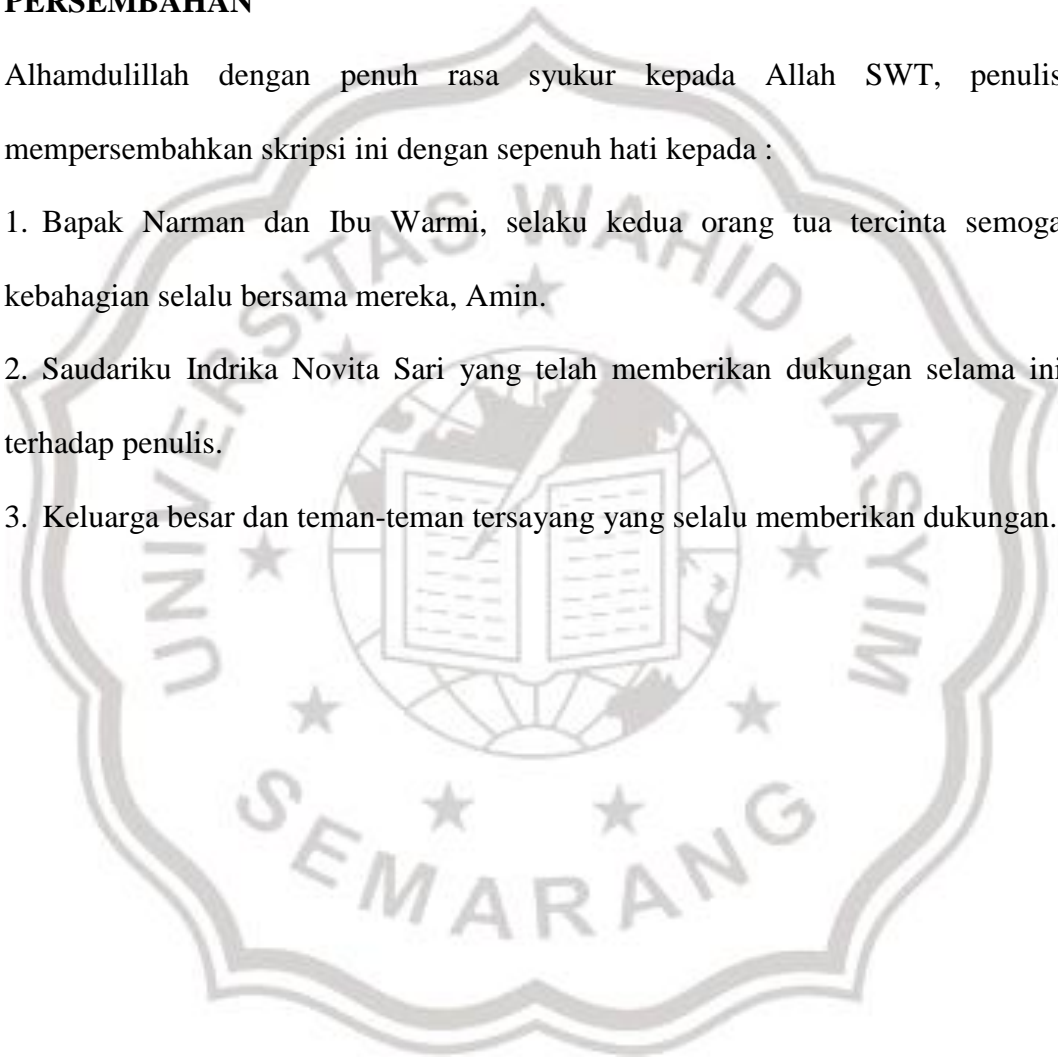 PERSEMBAHAN
Alhamdulillah dengan penuh rasa syukur kepada Allah SWT, penulis
mempersembahkan skripsi ini dengan sepenuh hati kepada :
1. Bapak Narman dan Ibu Warmi, selaku kedua orang tua tercinta semoga
kebahagian selalu bersama mereka, Amin.
2. Saudariku Indrika Novita Sari yang telah memberikan dukungan selama ini
terhadap penulis.
3. Keluarga besar dan teman-teman tersayang yang selalu memberikan dukungan.
UNIVERSITAS WAHID HASYIM
SEMARANG